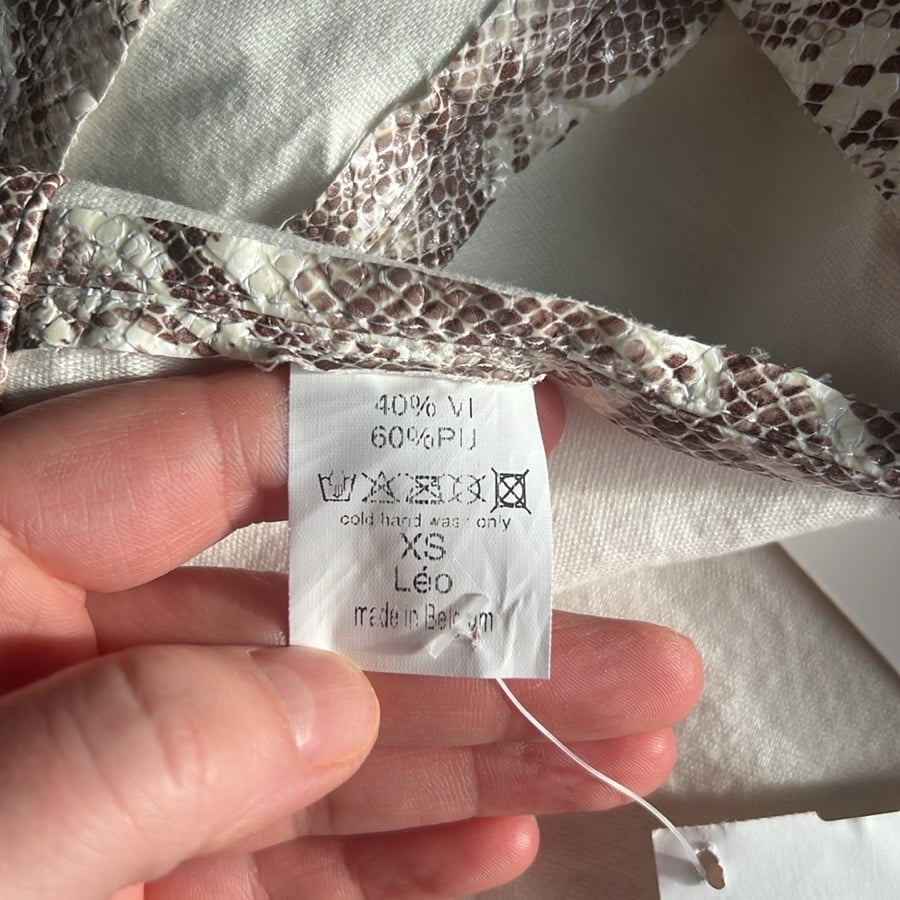 40% VI
60%PU
cold hand wash only
XS
Léo
made in Belgium